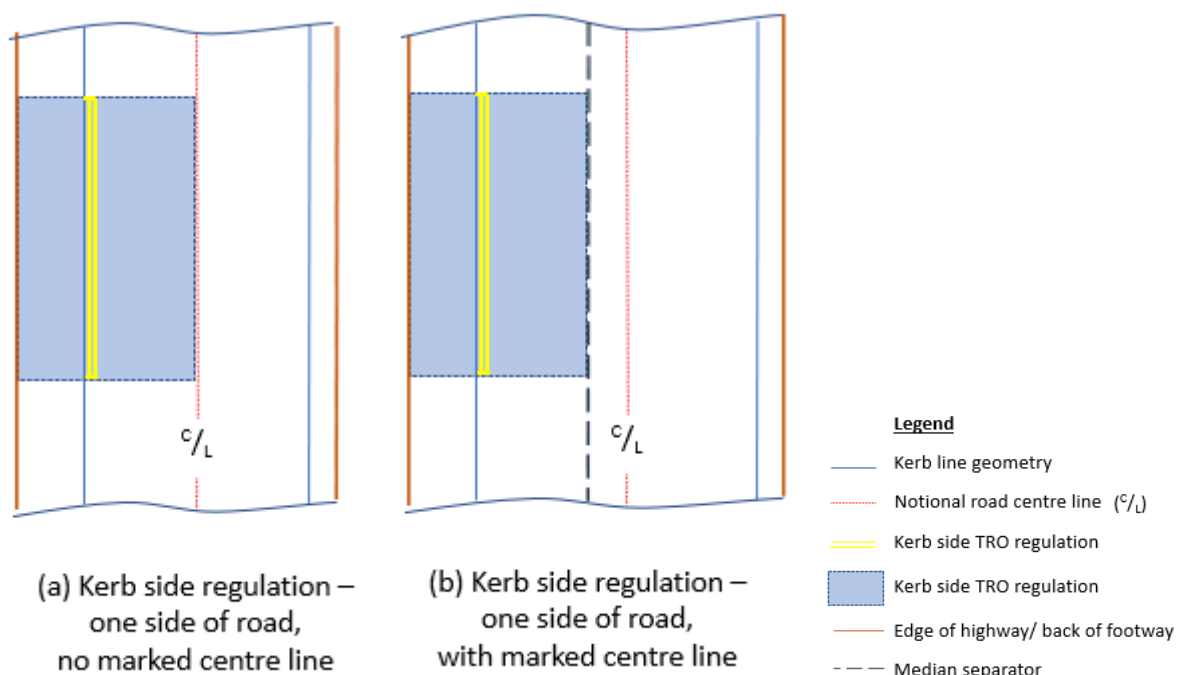 C/L
C/L
(a) Kerb side regulation –
one side of road,
no marked centre line
(b) Kerb side regulation –
one side of road,
with marked centre line
Legend
Kerb line geometry
Notional road centre line (C/L)
Kerb side TRO regulation
Kerb side TRO regulation
Edge of highway/ back of footway
Median separator